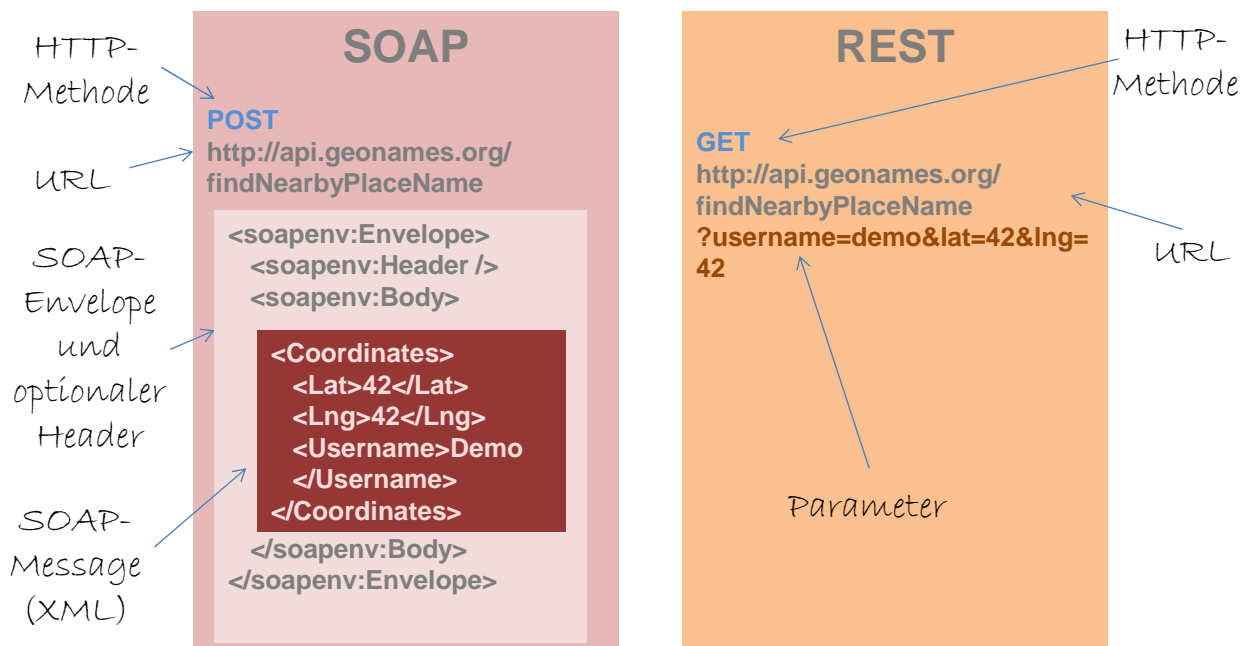 HTTP-
Methode
URL
SOAP-
Envelope
und
optionaler
Header
SOAP-
Message
(XML)
SOAP
POST
http://api.geonames.org/
findNearbyPlaceName
<soapenv:Envelope>
<soapenv:Header />
<soapenv:Body>
<Coordinates>
<Lat>42</Lat>
<Lng>42</Lng>
<Username>Demo
</Username>
</Coordinates>
</soapenv:Body>
</soapenv:Envelope>
REST
GET
http://api.geonames.org/
findNearbyPlaceName
?username=demo&lat=42&lng=
42
Parameter
HTTP-
Methode
URL